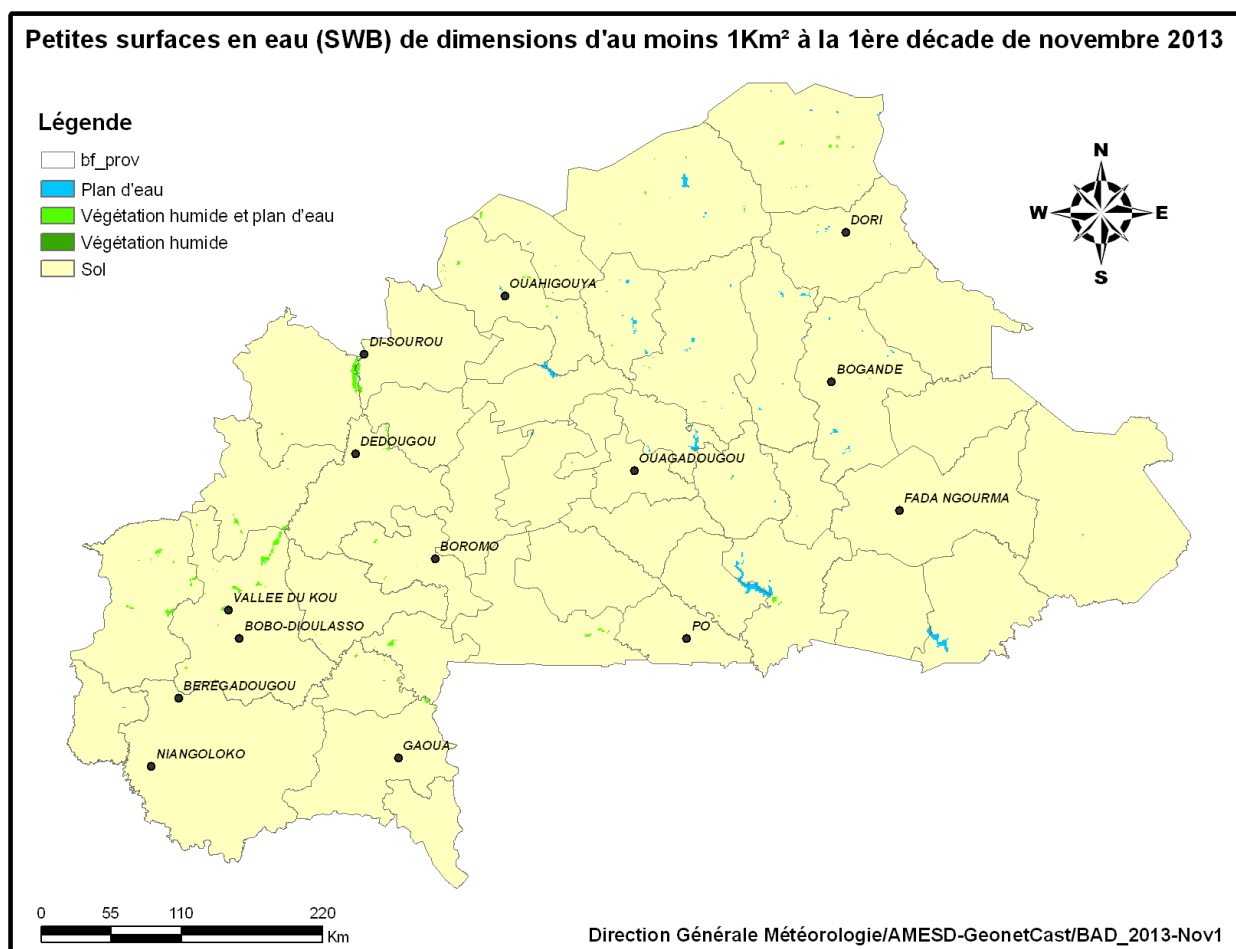 Petites surfaces en eau (SWB) de dimensions d'au moins 1Km² à la 1ère décade de novembre 2013
Légende
bf_prov
Plan d'eau
Végétation humide et plan d'eau
Végétation humide
Sol
N
W
E
S
DORI
OUAHIGOUYA
DI-SOUROU
BOGANDE
DEDOUGOU
OUAGADOUGOU
FADA NGOURMA
BOROMO
VALLEE DU KOU
BOBO-DIOULASSO
PO
BEREGADOUGOU
NIANGOLOKO
GAOUA
0 55 110 220
Km
Direction Générale Météorologie/AMESD-GeonetCast/BAD_2013-Nov1